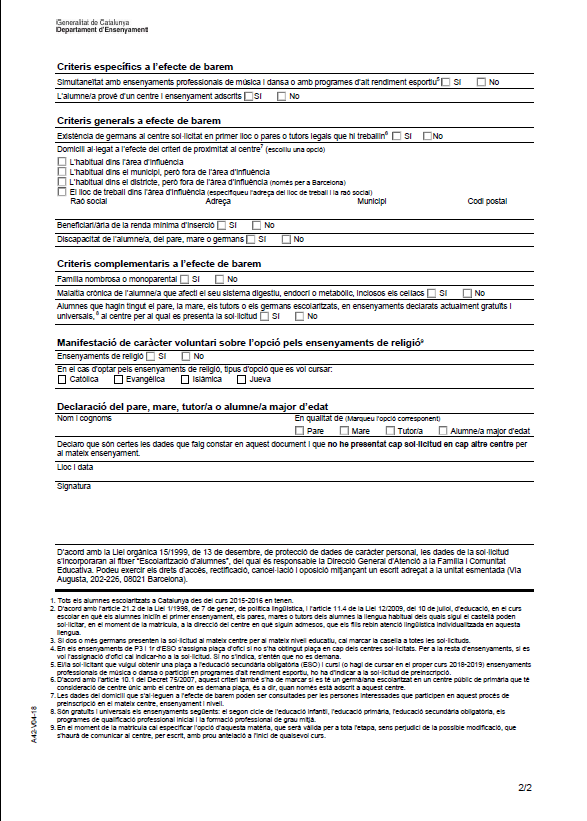 Generalitat de Catalunya
Departament d'Ensenyament
Criteris específics a l'efecte de barem
Simultaneïtat amb ensenyaments professionals de música i dansa o amb programes d'alt rendiment esportiu5 Sí No
L'alumne/a prové d'un centre i ensenyament adscrits Sí No
Criteris generals a efecte de barem
Existència de germans al centre sol·licitat en primer lloc o pares o tutors legals que hi treballin6 Sí No
Domicili al·legat a l'efecte del criteri de proximitat al centre7 (escolliu una opció)
L'habitual dins l'àrea d'influència
L'habitual dins el municipi, però fora de l'àrea d'influència
L'habitual dins el districte, però fora de l'àrea d'influència (només per a Barcelona)
El lloc de treball dins l'àrea d'influència (especifiqueu l'adreça del lloc de treball i la raó social)
Raó social Adreça Municipi Codi postal
Beneficiari/ària de la renda mínima d'inserció Sí No
Discapacitat de l'alumne/a, del pare, mare o germans Sí No
Criteris complementaris a l'efecte de barem
Família nombrosa o monoparental Sí No
Malaltia crònica de l'alumne/a que afecti el seu sistema digestiu, endocrí o metabòlic, inclosos els celíacs Sí No
Alumnes que hagin tingut el pare, la mare, els tutors o els germans escolaritzats, en ensenyaments declarats actualment gratuïts i
universals,8 al centre per al qual es presenta la sol·licitud Sí No
Manifestació de caràcter voluntari sobre l'opció pels ensenyaments de religió9
Ensenyaments de religió Sí No
En el cas d'optar pels ensenyaments de religió, tipus d'opció que es vol cursar:
Catòlica Evangèlica Islàmica Jueva
Declaració del pare, mare, tutor/a o alumne/a major d'edat
Nom i cognoms En qualitat de (Marqueu l'opció corresponent)
Pare Mare Tutor/a Alumne/a major d'edat
Declaro que són certes les dades que faig constar en aquest document i que no he presentat cap sol·licitud en cap altre centre per
al mateix ensenyament.
Lloc i data
Signatura
D'acord amb la Llei orgànica 15/1999, de 13 de desembre, de protecció de dades de caràcter personal, les dades de la sol·licitud
s'incorporaran al fitxer "Escolarització d'alumnes", del qual és responsable la Direcció General d'Atenció a la Família i Comunitat
Educativa. Podeu exercir els drets d'accés, rectificació, cancel·lació i oposició mitjançant un escrit adreçat a la unitat esmentada (Via
Augusta, 202-226, 08021 Barcelona).
1. Tots els alumnes escolaritzats a Catalunya des del curs 2015-2016 en tenen.
2. D'acord amb l'article 21.2 de la Llei 1/1998, de 7 de gener, de política lingüística, i l'article 11.4 de la Llei 12/2009, del 10 de juliol, d'educació, en el curs
escolar en què els alumnes iniciïn el primer ensenyament, els pares, mares o tutors dels alumnes la llengua habitual dels quals sigui el castellà poden
sol·licitar, en el moment de la matrícula, a la direcció del centre en què siguin admesos, que els fills rebin atenció lingüística individualitzada en aquesta
llengua.
3. Si dos o més germans presenten la sol·licitud al mateix centre per al mateix nivell educatiu, cal marcar la casella a totes les sol·licituds.
4. En els ensenyaments de P3 i 1r d'ESO s'assigna plaça d'ofici si no s'ha obtingut plaça en cap dels centres sol·licitats. Per a la resta d'ensenyaments, si es
vol l'assignació d'ofici cal indicar-ho a la sol·licitud. Si no s'indica, s'entén que no es demana.
5. El/la sol·licitant que vulgui obtenir una plaça a l'educació secundària obligatòria (ESO) i cursi (o hagi de cursar en el proper curs 2018-2019) ensenyaments
professionals de música o dansa o participi en programes d'alt rendiment esportiu, ho ha d'indicar a la sol·licitud de preinscripció.
6. D'acord amb l'article 10.1 del Decret 75/2007, aquest criteri també s'ha de marcar si es té un germà/ana escolaritzat en un centre públic de primària que té
consideració de centre únic amb el centre on es demana plaça, és a dir, quan només està adscrit a aquest centre.
7. Les dades del domicili que s'al·leguen a l'efecte de barem poden ser consultades per les persones interessades que participen en aquest procés de
preinscripció en el mateix centre, ensenyament i nivell.
8. Són gratuïts i universals els ensenyaments següents: el segon cicle de l'educació infantil, l'educació primària, l'educació secundària obligatòria, els
programes de qualificació professional inicial i la formació professional de grau mitjà.
9. En el moment de la matrícula cal especificar l'opció d'aquesta matèria, que serà vàlida per a tota l'etapa, sens perjudici de la possible modificació, que
s'haurà de comunicar al centre, per escrit, amb prou antelació a l'inici de qualsevol curs.
A42-V04-18
2/2